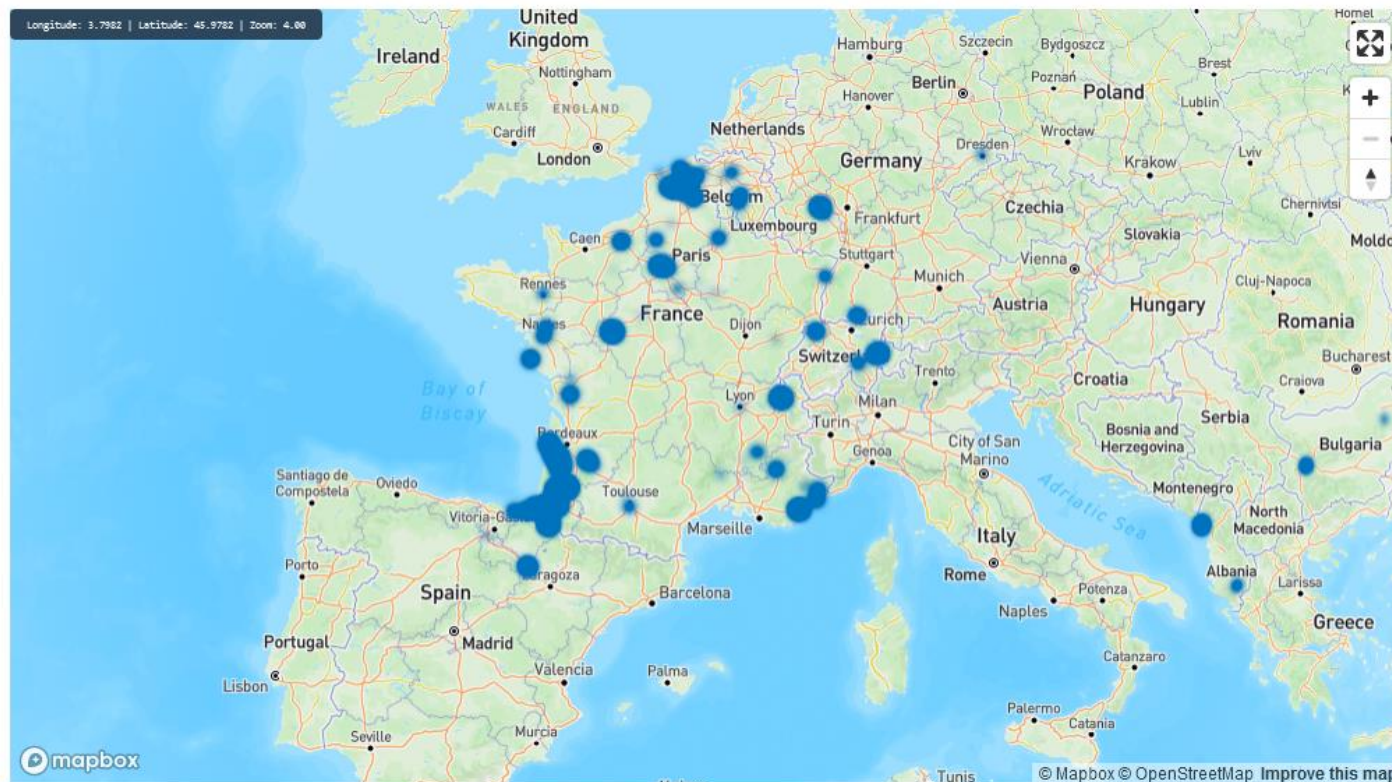 Longitude: 3.7982 | Latitude: 45.9782 | Zoom: 4.00
United
Kingdom
Homel
Ireland
Hamburg
Szczecin
Bydgoszcz
Nottingham
Brest
Berlin
Poznań
Poland
WALES
ENGLAND
Hanover
Lublin
Netherlands
Cardiff
Wrocław
London
Germany
Dresden
Krakow
Lviv
Belgium
Czechia
Chernivtsi
Luxembourg
Frankfurt
Slovakia
Caen
Moldo
Paris
Stuttgart
Vienna
Munich
Cluj-Napoca
Rennes
Austria
Hungary
France
Romania
Nantes
Dijon
Zurich
Switzerl
Bucharest
Trento
Croatia
Craiova
Bay of
Biscay
Lyon
Milan
Serbia
Turin
Bosnia and
Herzegovina
Bordeaux
City of San
Marino
Genoa
Bulgaria
Santiago de
Compostela
Oviedo
Toulouse
Adriatic Sea
Montenegro
Vitoria-Gast
Marseille
North
Macedonia
Italy
Porto
Zaragoza
Rome
Albania
Larissa
Spain
Barcelona
Naples
Potenza
Greece
Portugal
Madrid
Catanzaro
Valencia
Palma
Lisbon
Palermo
Catania
Seville
Murcia
mapbox
Tunis
© Mapbox © OpenStreetMap Improve this map